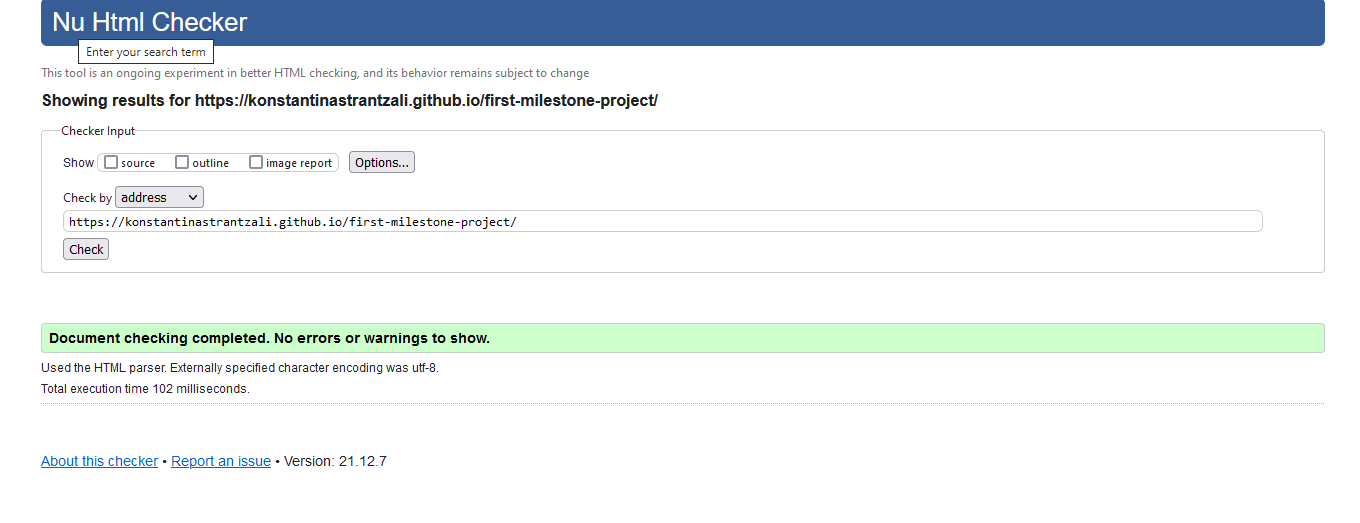 Nu Html Checker
Enter your search term
This tool is an ongoing experiment in better HTML checking, and its behavior remains subject to change
Showing results for https://konstantinastrantzali.github.io/first-milestone-project/
Checker Input
Show source outline image report Options...
Check by address
https://konstantinastrantzali.github.io/first-milestone-project/
Check
Document checking completed. No errors or warnings to show.
Used the HTML parser. Externally specified character encoding was utf-8.
Total execution time 102 milliseconds.
About this checker • Report an issue • Version: 21.12.7